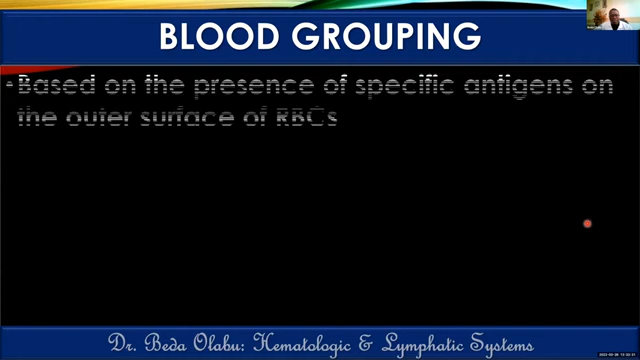 BLOOD GROUPING
• Based on the presence of specific antigens on
the outer surface of RBCs
Dr. Beda Olabu: Hematologic & Lymphatic Systems